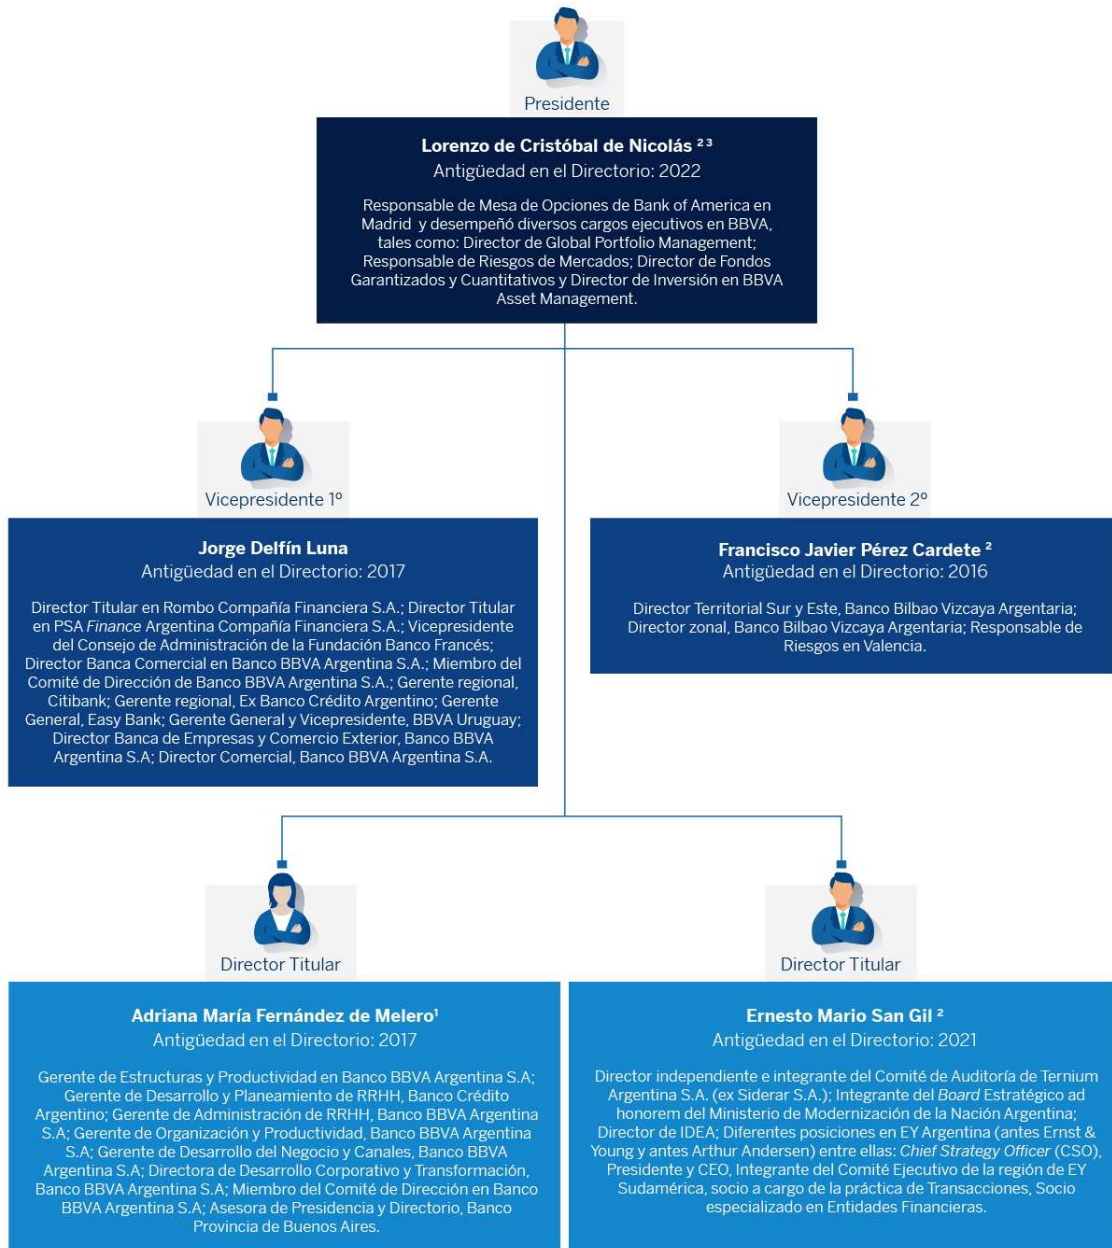 Presidente
Lorenzo de Cristóbal de Nicolás ² ³
Antigüedad en el Directorio: 2022
Responsable de Mesa de Opciones de Bank of America en
Madrid y desempeñó diversos cargos ejecutivos en BBVA,
tales como: Director de Global Portfolio Management;
Responsable de Riesgos de Mercados; Director de Fondos
Garantizados y Cuantitativos y Director de Inversión en BBVA
Asset Management.
Vicepresidente 1º
Jorge Delfín Luna
Antigüedad en el Directorio: 2017
Director Titular en Rombo Compañía Financiera S.A.; Director Titular
en PSA Finance Argentina Compañía Financiera S.A.; Vicepresidente
del Consejo de Administración de la Fundación Banco Francés;
Director Banca Comercial en Banco BBVA Argentina S.A.; Miembro del
Comité de Dirección de Banco BBVA Argentina S.A.; Gerente regional,
Citibank; Gerente regional, Ex Banco Crédito Argentino; Gerente
General, Easy Bank; Gerente General y Vicepresidente, BBVA Uruguay;
Director Banca de Empresas y Comercio Exterior, Banco BBVA
Argentina S.A; Director Comercial, Banco BBVA Argentina S.A.
Vicepresidente 2º
Francisco Javier Pérez Cardete ²
Antigüedad en el Directorio: 2016
Director Territorial Sur y Este, Banco Bilbao Vizcaya Argentaria;
Director zonal, Banco Bilbao Vizcaya Argentaria; Responsable de
Riesgos en Valencia.
Director Titular
Adriana María Fernández de Melero¹
Antigüedad en el Directorio: 2017
Gerente de Estructuras y Productividad en Banco BBVA Argentina S.A;
Gerente de Desarrollo y Planeamiento de RRHH, Banco Crédito
Argentino; Gerente de Administración de RRHH, Banco BBVA Argentina
S.A; Gerente de Organización y Productividad, Banco BBVA Argentina
S.A; Gerente de Desarrollo del Negocio y Canales, Banco BBVA
Argentina S.A; Directora de Desarrollo Corporativo y Transformación,
Banco BBVA Argentina S.A; Miembro del Comité de Dirección en Banco
BBVA Argentina S.A; Asesora de Presidencia y Directorio, Banco
Provincia de Buenos Aires.
Director Titular
Ernesto Mario San Gil ²
Antigüedad en el Directorio: 2021
Director independiente e integrante del Comité de Auditoría de Ternium
Argentina S.A. (ex Siderar S.A.); Integrante del Board Estratégico ad
honorem del Ministerio de Modernización de la Nación Argentina;
Director de IDEA; Diferentes posiciones en EY Argentina (antes Ernst &
Young y antes Arthur Andersen) entre ellas: Chief Strategy Officer (CSO),
Presidente y CEO, Integrante del Comité Ejecutivo de la región de EY
Sudamérica, socio a cargo de la práctica de Transacciones, Socio
especializado en Entidades Financieras.